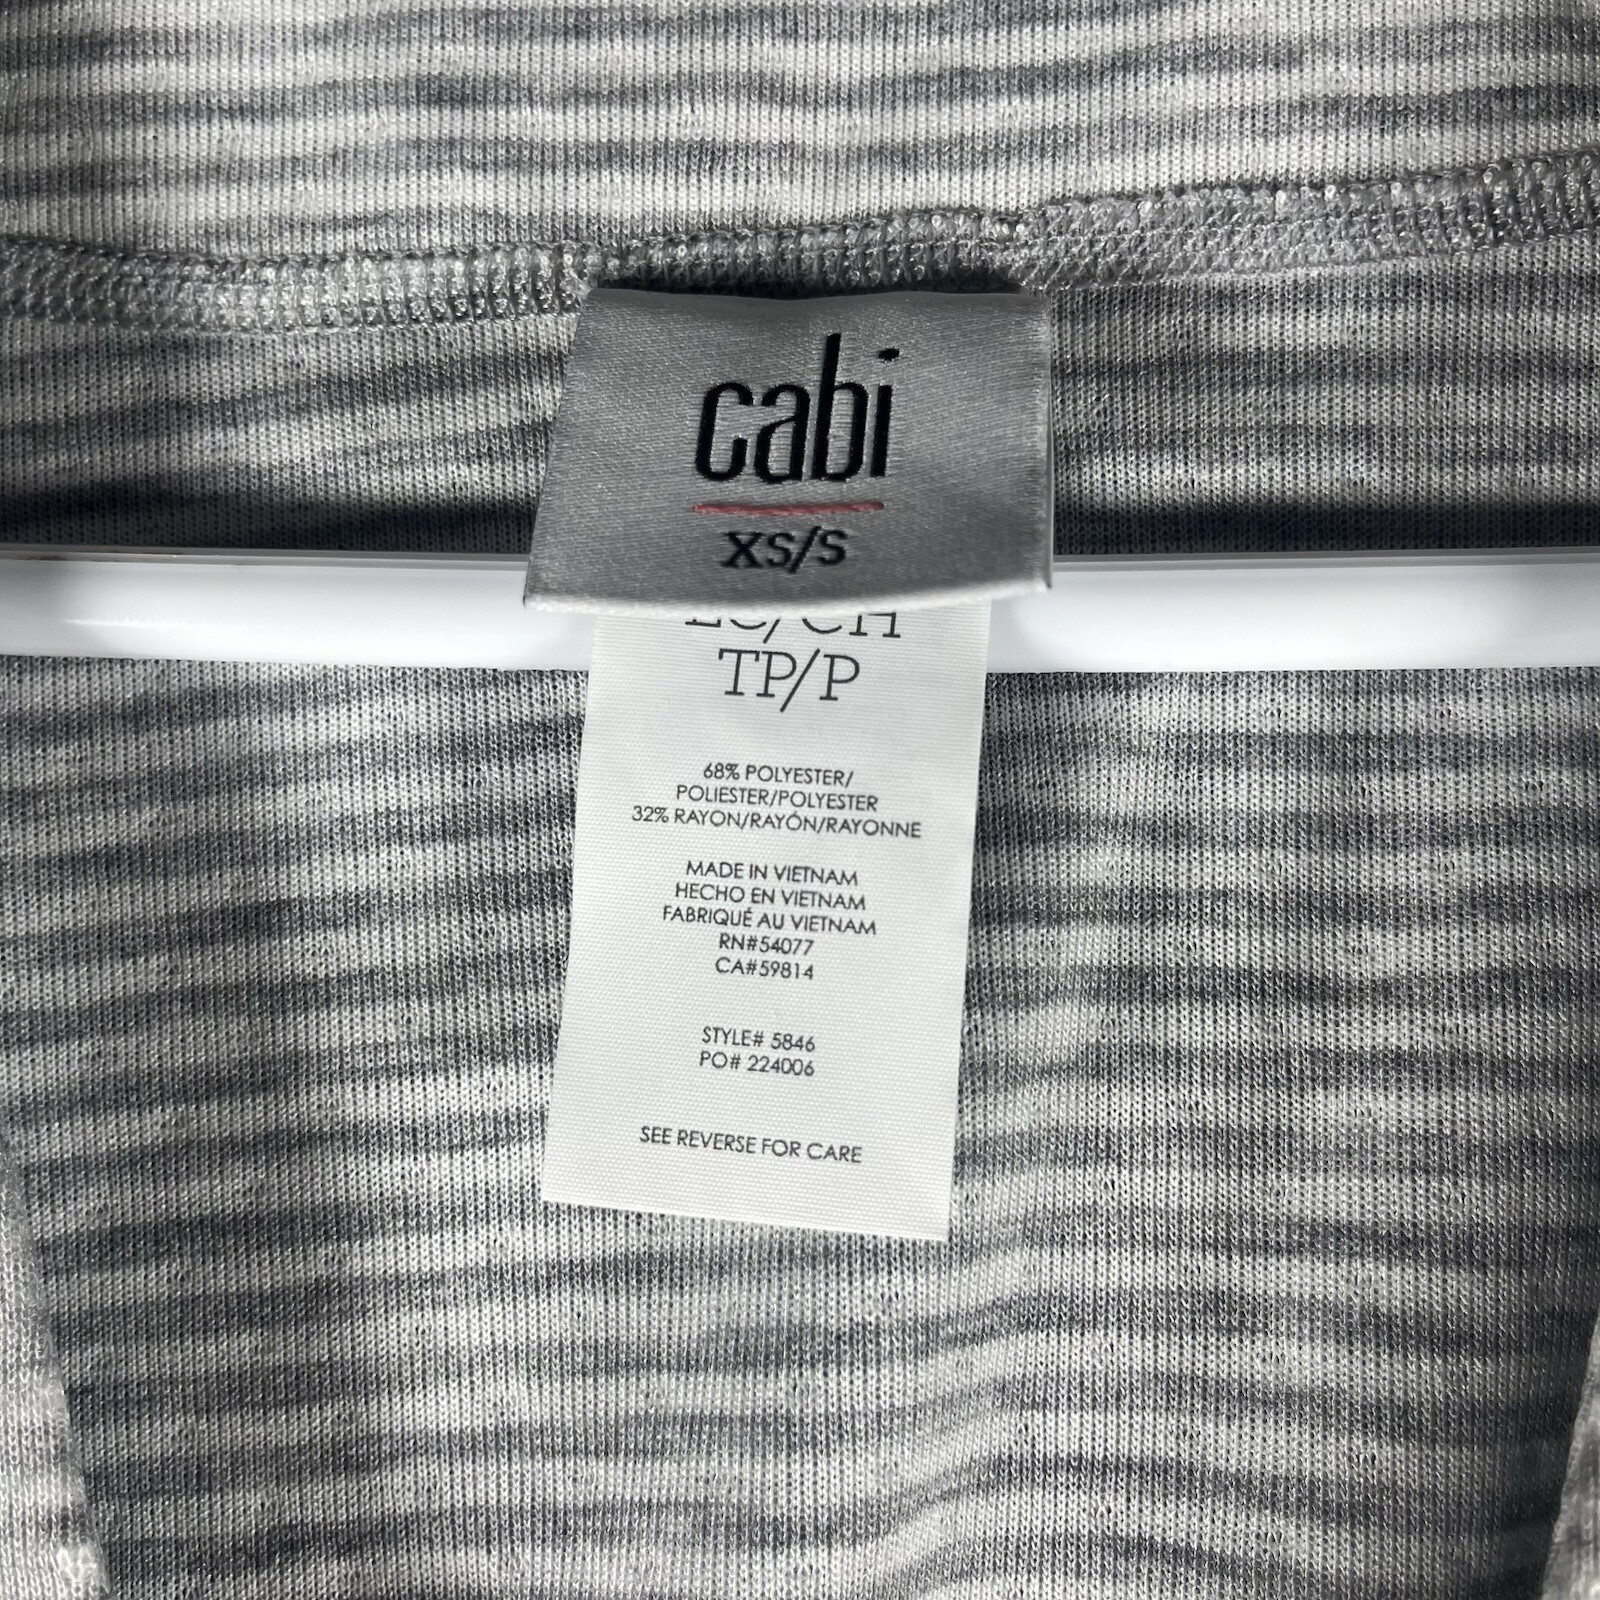 cabi
XS/S
TP/P
68% POLYESTER/
POLIESTER/POLYESTER
32% RAYON/RAYÓN/RAYONNE
MADE IN VIETNAM
HECHO EN VIETNAM
FABRIQUÉ AU VIETNAM
RN#54077
CA#59814
STYLE# 5846
PO# 224006
SEE REVERSE FOR CARE